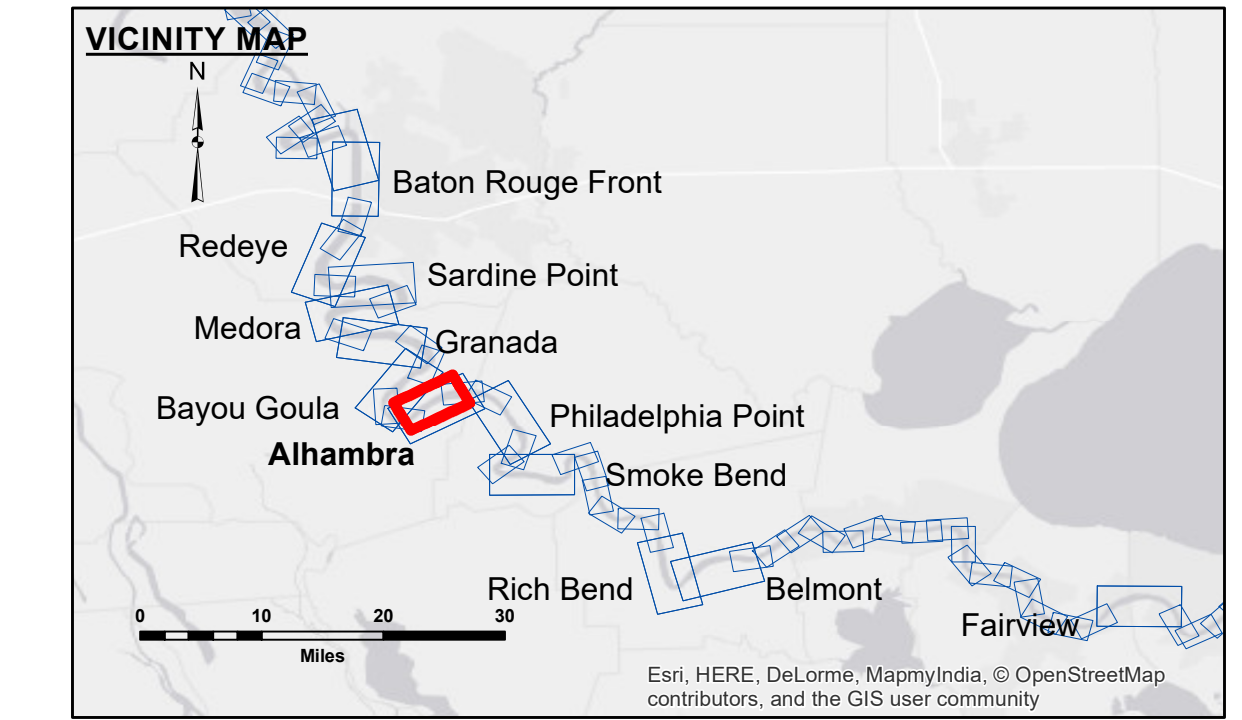 VICINITY MAP
N
Baton Rouge Front
Redeye
Sardine Point
Medora
Granada
Bayou Goula
Philadelphia Point
Alhambra
Smoke Bend
Rich Bend
Belmont
Fairview
0 10 20 30
Miles
Esri, HERE, DeLorme, MapmyIndia, © OpenStreetMap
contributors, and the GIS user community